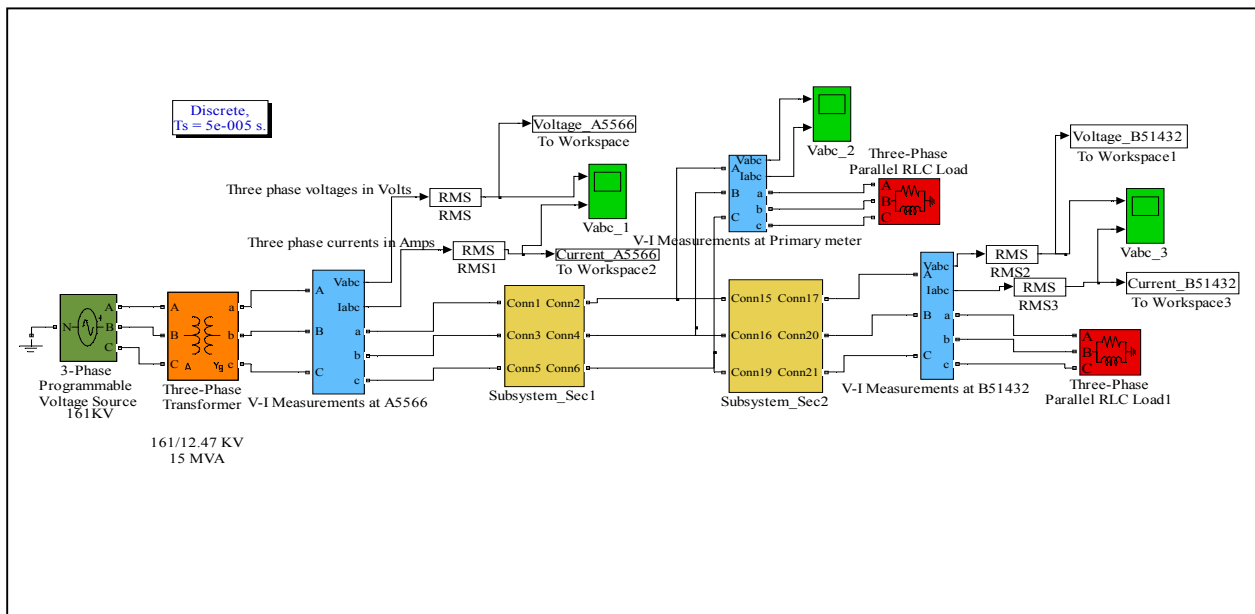 Discrete,
Ts = 5e-005 s.
Voltage_A5566
To Workspace
Three phase voltages in Volts
RMS
RMS
Vabc_1
Three phase currents in Amps
RMS
RMS1
Current_A5566
To Workspace2
N
A
B
C
3-Phase
Programmable
Voltage Source
161KV
A
B
C
a
b
c
Δ
Yg
Three-Phase
Transformer
161/12.47 KV
15 MVA
A
B
C
Vabc
Iabc
a
b
c
V-I Measurements at A5566
Conn1 Conn2
Conn3 Conn4
Conn5 Conn6
Subsystem_Sec1
A
B
C
Vabc
Iabc
a
b
c
V-I Measurements at Primary meter
Vabc_2
Three-Phase
Parallel RLC Load
A
B
C
Conn15 Conn17
Conn16 Conn20
Conn19 Conn21
Subsystem_Sec2
A
B
C
Vabc
Iabc
a
b
c
V-I Measurements at B51432
RMS
RMS2
RMS
RMS3
Voltage_B51432
To Workspace1
Vabc_3
Current_B51432
To Workspace3
A
B
C
Three-Phase
Parallel RLC Load1